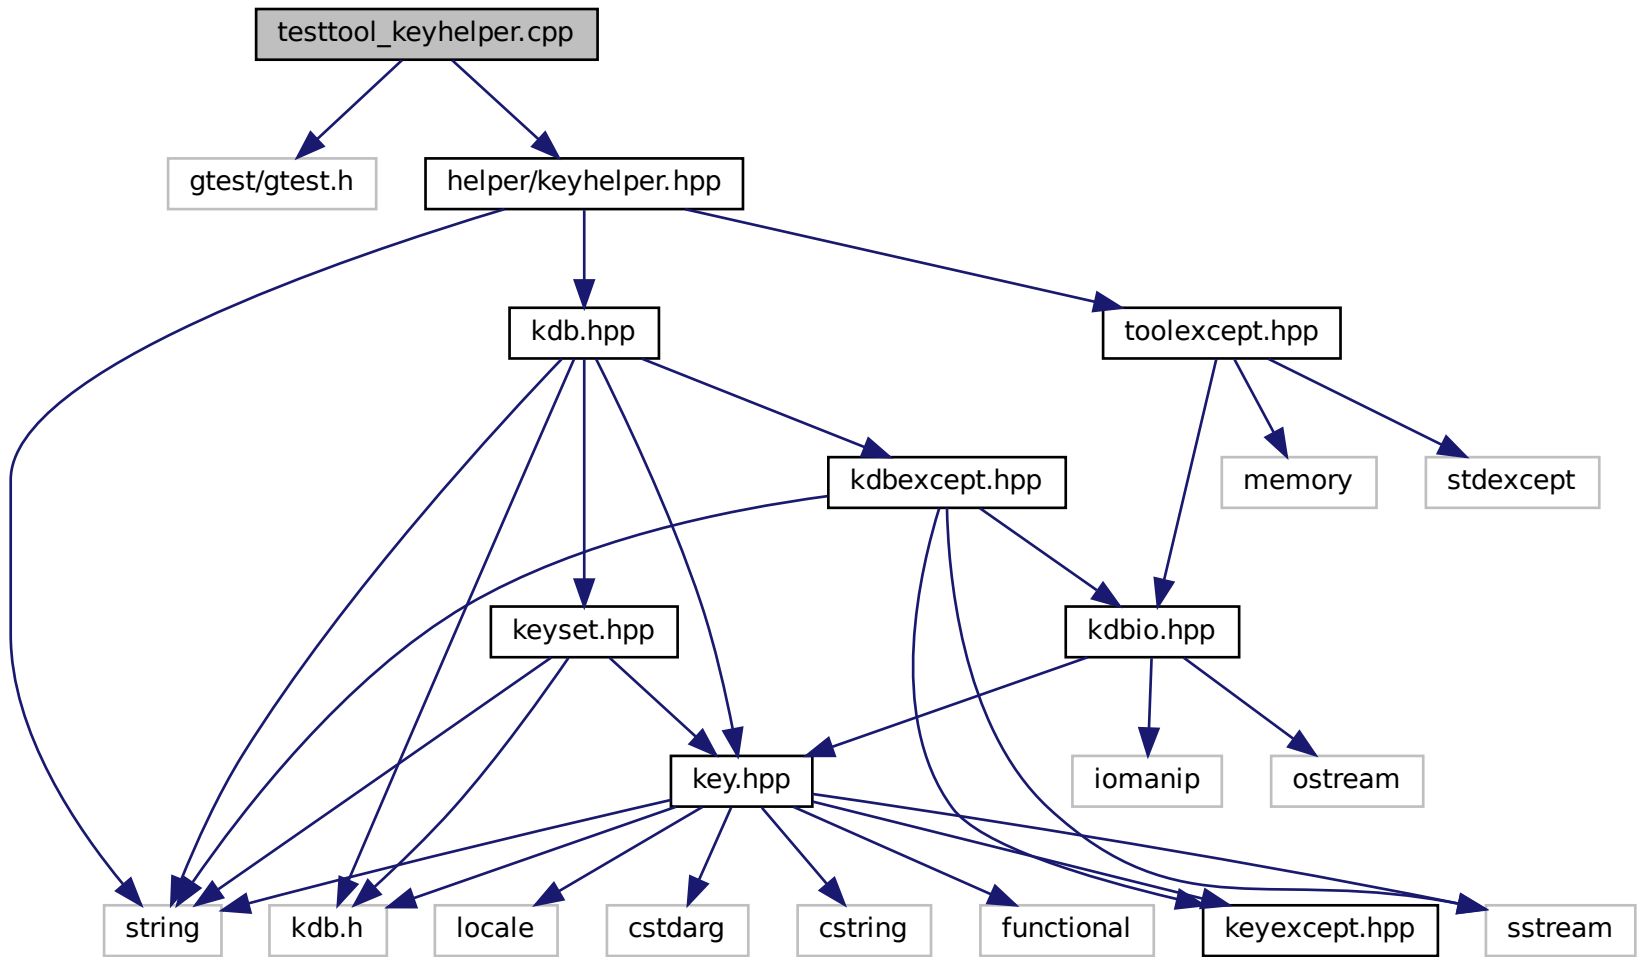 testtool_keyhelper.cpp
gtest/gtest.h
helper/keyhelper.hpp
kdb.hpp
toolexcept.hpp
kdbexcept.hpp
memory
stdexcept
keyset.hpp
kdbio.hpp
key.hpp
iomanip
ostream
string
kdb.h
locale
cstdarg
cstring
functional
keyexcept.hpp
sstream